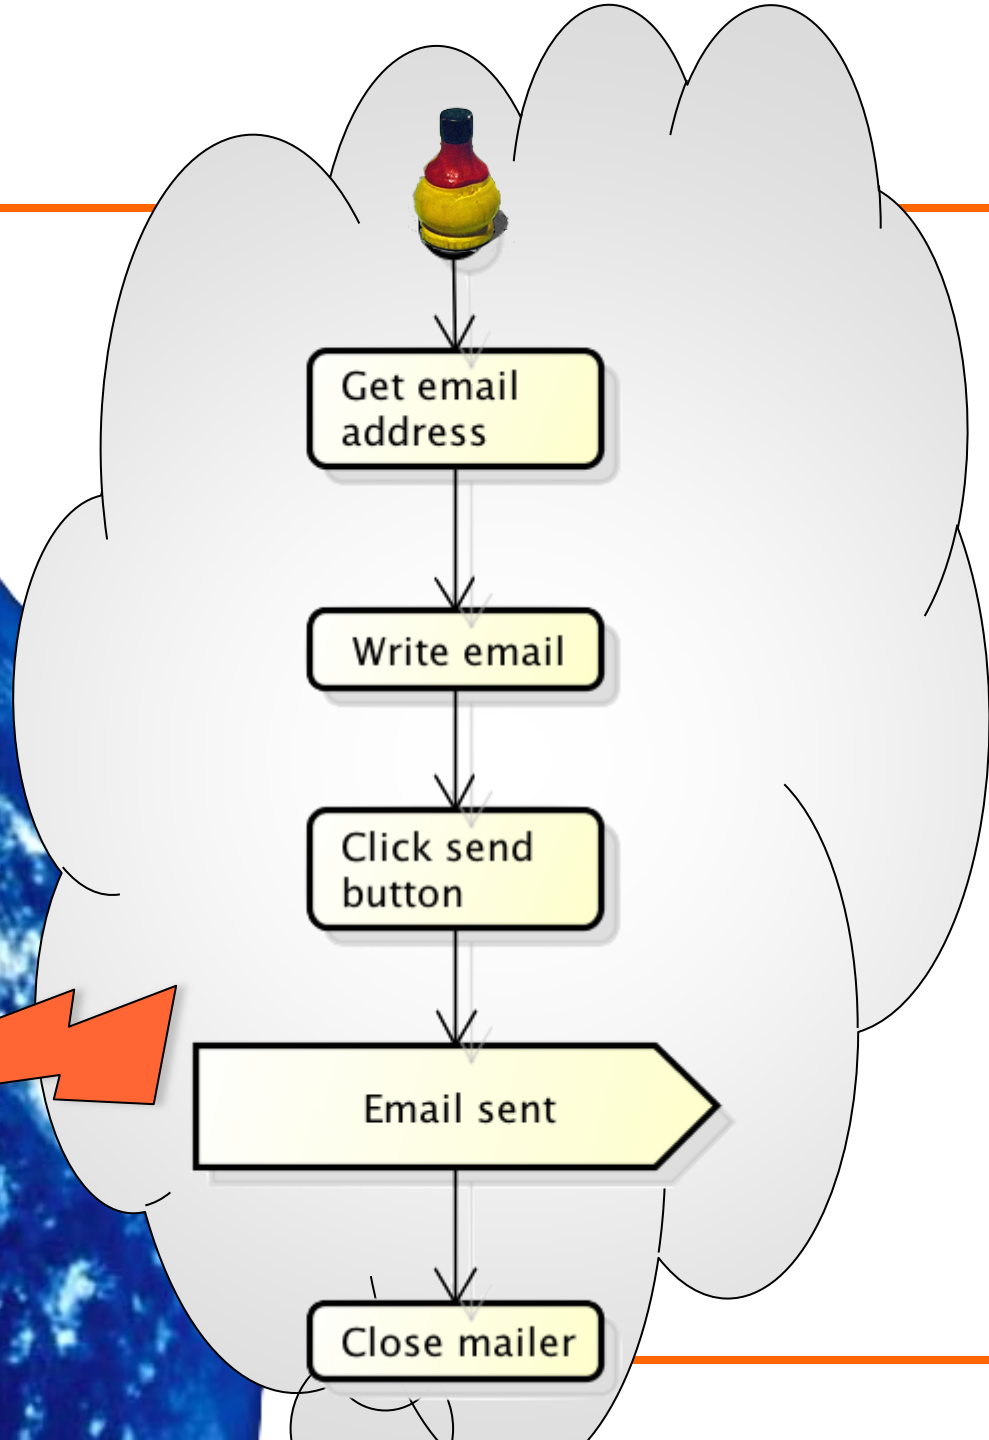 Get email
address
Write email
Click send
button
Email sent
Close mailer